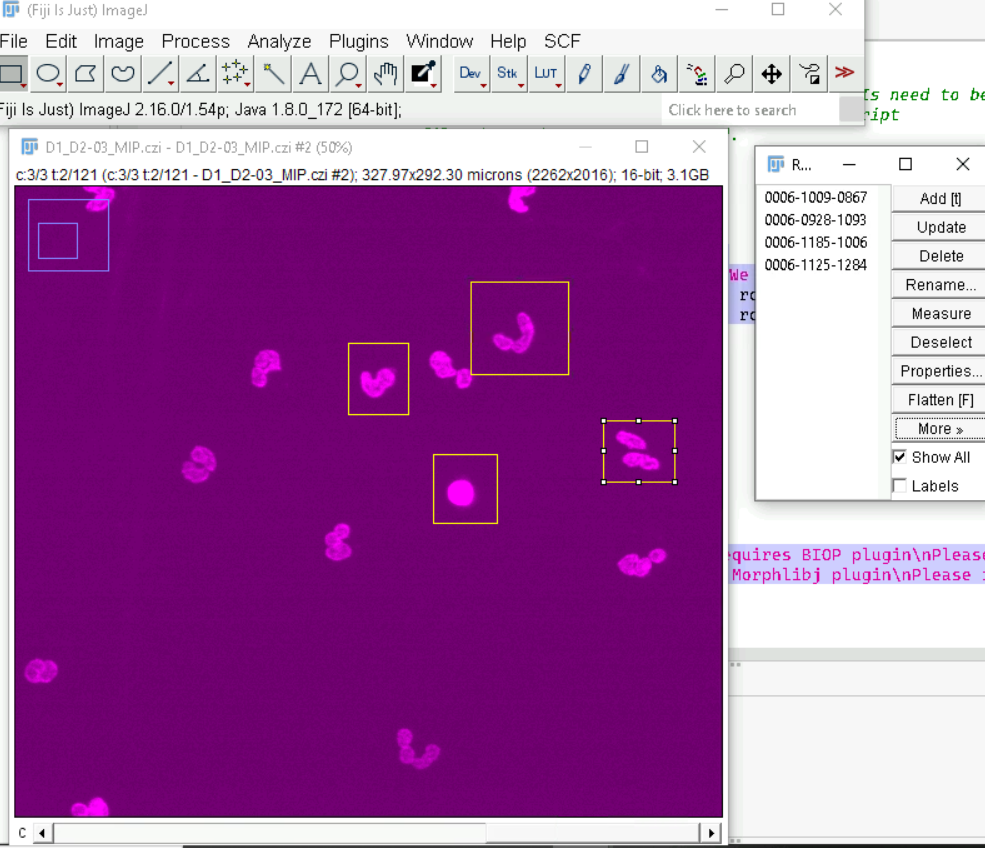 (Fiji Is Just) ImageJ
File Edit Image Process Analyze Plugins Window Help SCF
Dev Stk LUT
Fiji Is Just) ImageJ 2.16.0/1.54p; Java 1.8.0_172 [64-bit];
Click here to search
Is need to be
ript
D1_D2-03_MIP.czi - D1_D2-03_MIP.czi #2 (50%)
c:3/3 t:2/121 (c:3/3 t:2/121 - D1_D2-03_MIP.czi #2); 327.97x292.30 microns (2262x2016); 16-bit; 3.1GB
R...
0006-1009-0867
0006-0928-1093
0006-1185-1006
0006-1125-1284
Add [t]
Update
Delete
Rename...
Measure
Deselect
Properties...
Flatten [F]
More »
Show All
Labels
We
ro
ro
equires BIOP plugin\nPlease
Morphlibj plugin\nPlease i
c